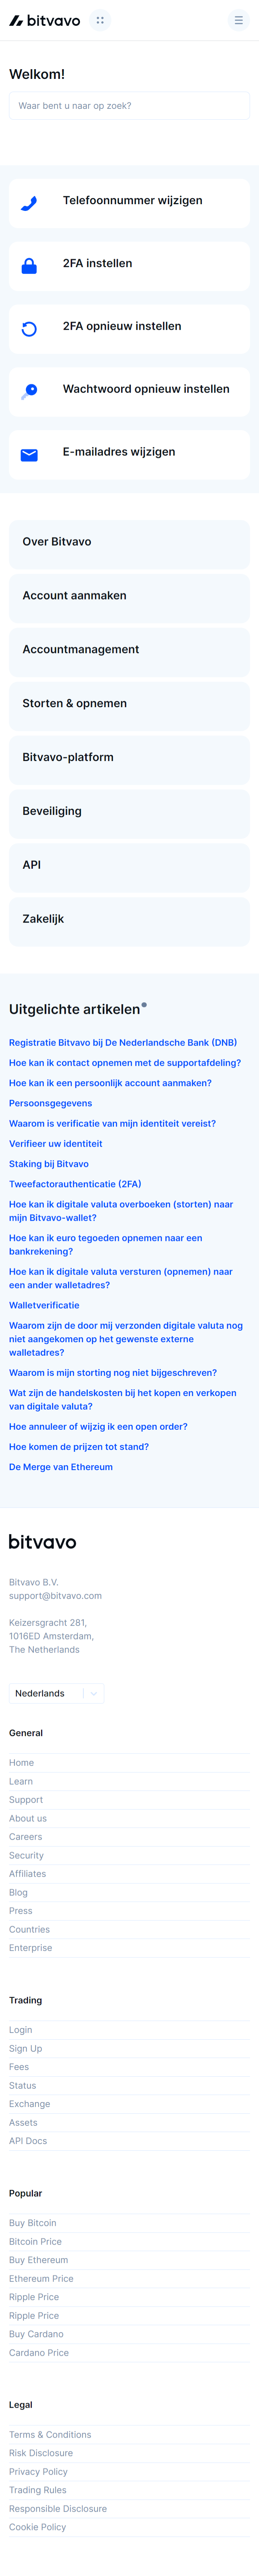 bitvavo
Welkom!
Waar bent u naar op zoek?
Telefoonnummer wijzigen
2FA instellen
2FA opnieuw instellen
Wachtwoord opnieuw instellen
E-mailadres wijzigen
Over Bitvavo
Account aanmaken
Accountmanagement
Storten & opnemen
Bitvavo-platform
Beveiliging
API
Zakelijk
Uitgelichte artikelen
Registratie Bitvavo bij De Nederlandsche Bank (DNB)
Hoe kan ik contact opnemen met de supportafdeling?
Hoe kan ik een persoonlijk account aanmaken?
Persoonsgegevens
Waarom is verificatie van mijn identiteit vereist?
Verifieer uw identiteit
Staking bij Bitvavo
Tweefactorauthenticatie (2FA)
Hoe kan ik digitale valuta overboeken (storten) naar
mijn Bitvavo-wallet?
Hoe kan ik euro tegoeden opnemen naar een
bankrekening?
Hoe kan ik digitale valuta versturen (opnemen) naar
een ander walletadres?
Walletverificatie
Waarom zijn de door mij verzonden digitale valuta nog
niet aangekomen op het gewenste externe
walletadres?
Waarom is mijn storting nog niet bijgeschreven?
Wat zijn de handelskosten bij het kopen en verkopen
van digitale valuta?
Hoe annuleer of wijzig ik een open order?
Hoe komen de prijzen tot stand?
De Merge van Ethereum
bitvavo
Bitvavo B.V.
support@bitvavo.com
Keizersgracht 281,
1016ED Amsterdam,
The Netherlands
Nederlands
General
Home
Learn
Support
About us
Careers
Security
Affiliates
Blog
Press
Countries
Enterprise
Trading
Login
Sign Up
Fees
Status
Exchange
Assets
API Docs
Popular
Buy Bitcoin
Bitcoin Price
Buy Ethereum
Ethereum Price
Ripple Price
Ripple Price
Buy Cardano
Cardano Price
Legal
Terms & Conditions
Risk Disclosure
Privacy Policy
Trading Rules
Responsible Disclosure
Cookie Policy